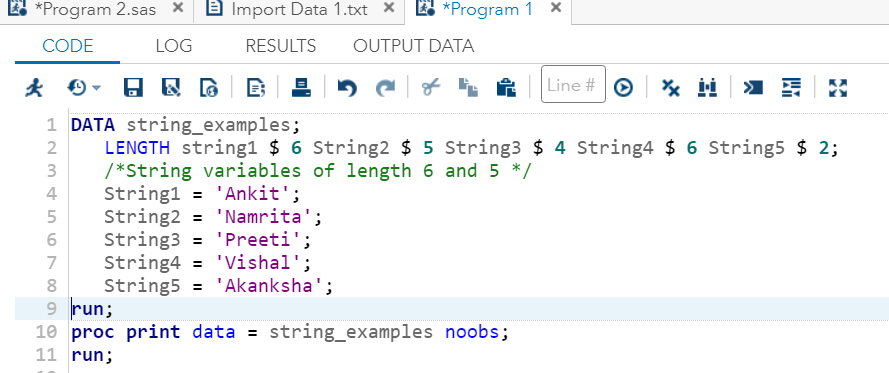 *Program 2.sas × Import Data 1.txt × *Program 1 ×
CODE LOG RESULTS OUTPUT DATA
Line #
1 DATA string_examples;
2 LENGTH string1 $ 6 String2 $ 5 String3 $ 4 String4 $ 6 String5 $ 2;
3 /*String variables of length 6 and 5 */
4 String1 = 'Ankit';
5 String2 = 'Namrita';
6 String3 = 'Preeti';
7 String4 = 'Vishal';
8 String5 = 'Akanksha';
9 run;
10 proc print data = string_examples noobs;
11 run;